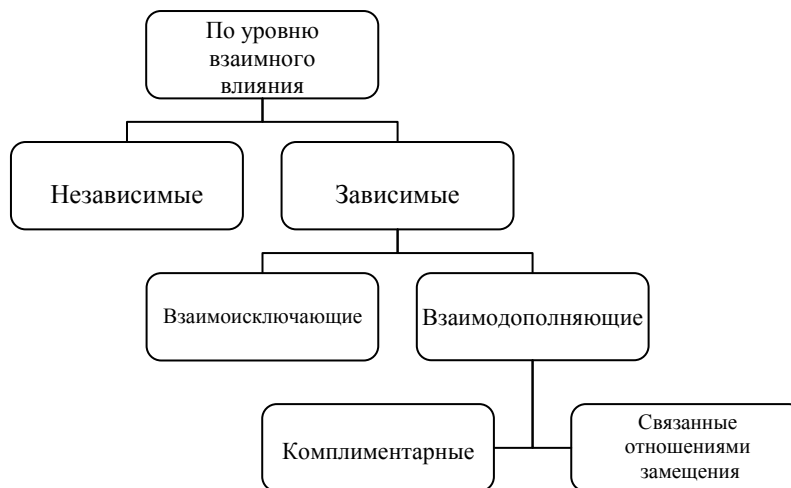 По уровню
взаимного
влияния
Независимые
Зависимые
Взаимоисключающие
Взаимодополняющие
Комплиментарные
Связанные
отношениями
замещения